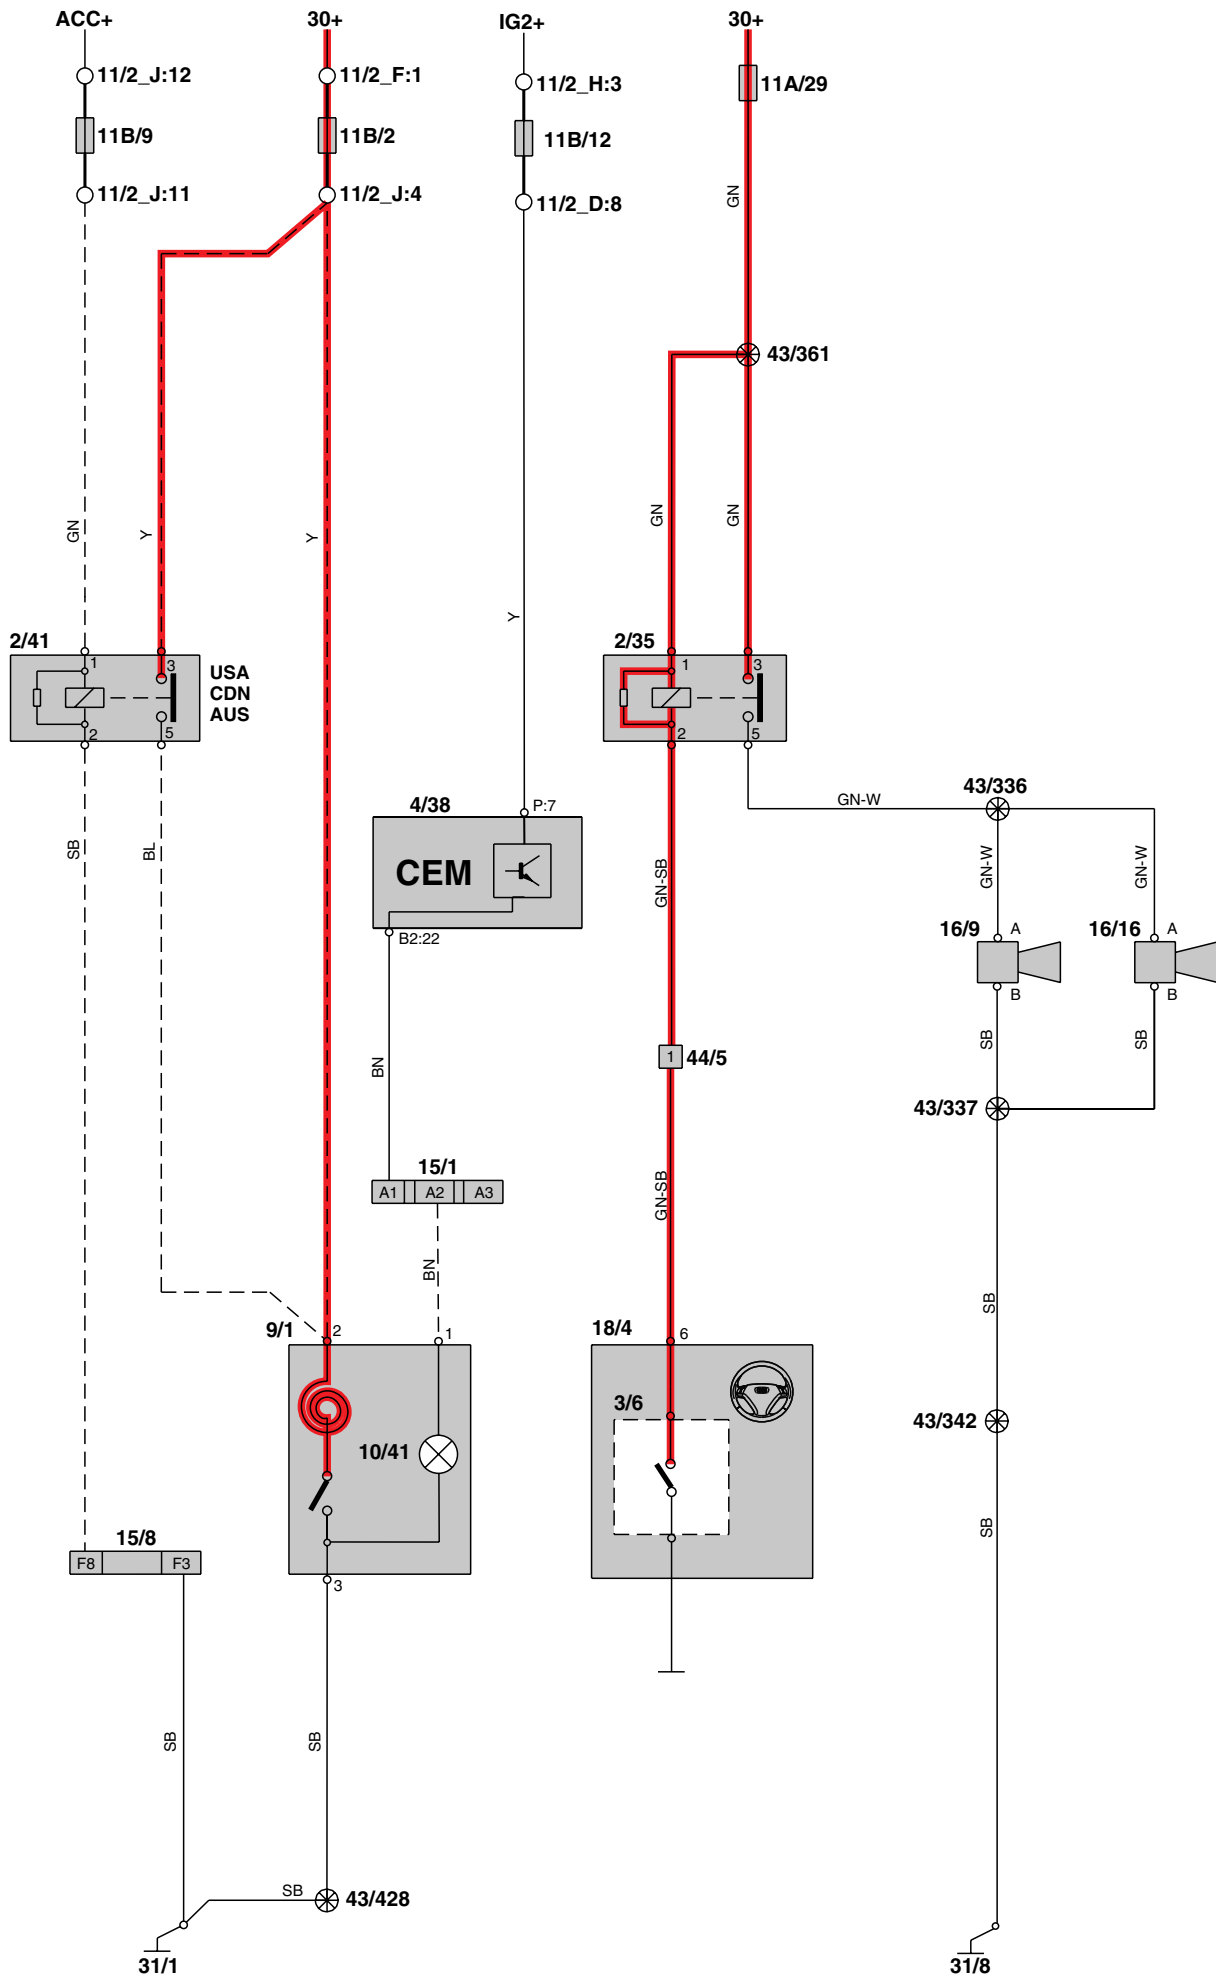 ACC+
30+
IG2+
30+
11/2_J:12
11/2_F:1
11/2_H:3
11A/29
11B/9
11B/2
11B/12
11/2_J:11
11/2_J:4
11/2_D:8
GN
43/361
GN
Y
Y
GN
GN
Y
2/41
1
3
2
5
USA
CDN
AUS
2/35
1
3
2
5
43/336
GN-W
4/38
P:7
CEM
B2:22
SB
BL
GN-SB
GN-W
GN-W
16/9
A
B
16/16
A
B
SB
SB
1
44/5
BN
43/337
15/1
A1
A2
A3
GN-SB
BN
SB
9/1
2
1
18/4
6
3/6
10/41
43/342
3
SB
15/8
F8
F3
SB
SB
SB
43/428
31/1
31/8